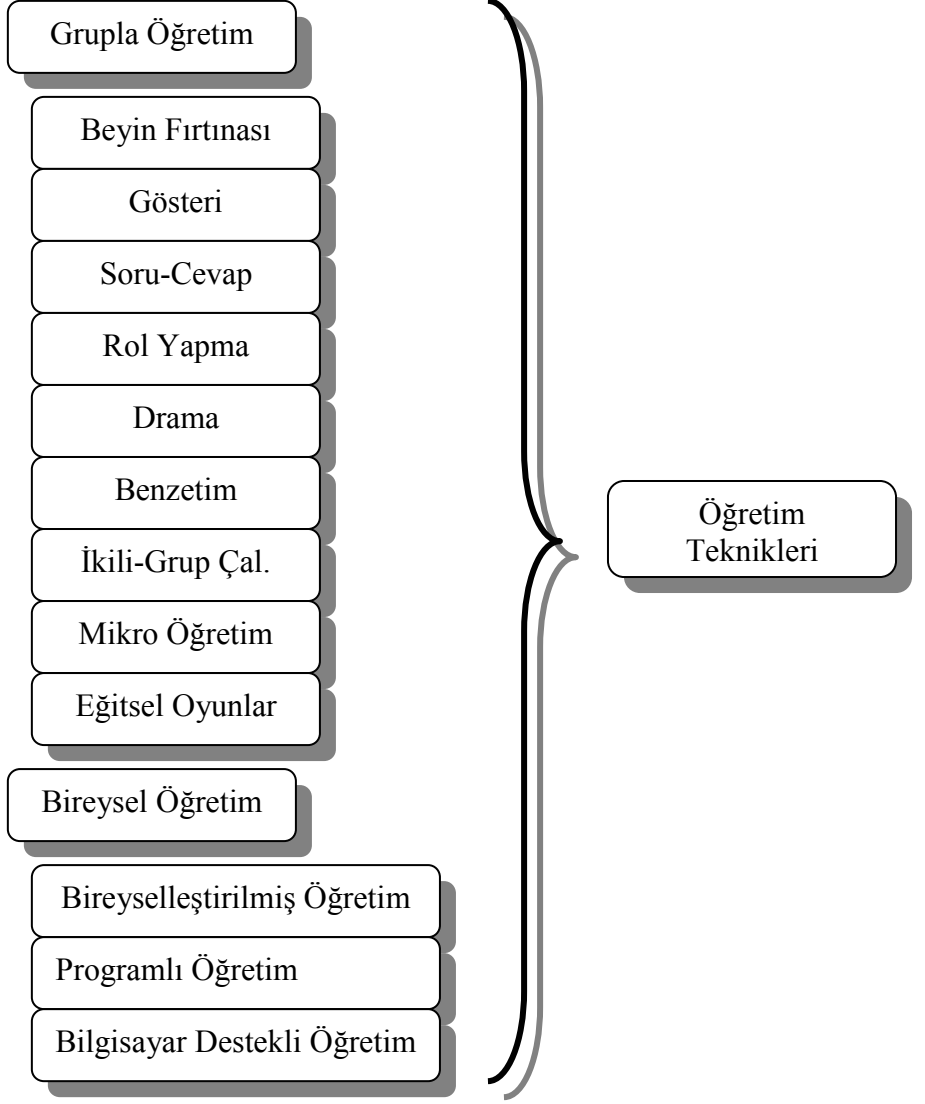 Grupla Öğretim
Beyin Fırtınası
Gösteri
Soru-Cevap
Rol Yapma
Drama
Benzetim
İkili-Grup Çal.
Mikro Öğretim
Eğitsel Oyunlar
Bireysel Öğretim
Bireyselleştirilmiş Öğretim
Programlı Öğretim
Bilgisayar Destekli Öğretim
Öğretim
Teknikleri